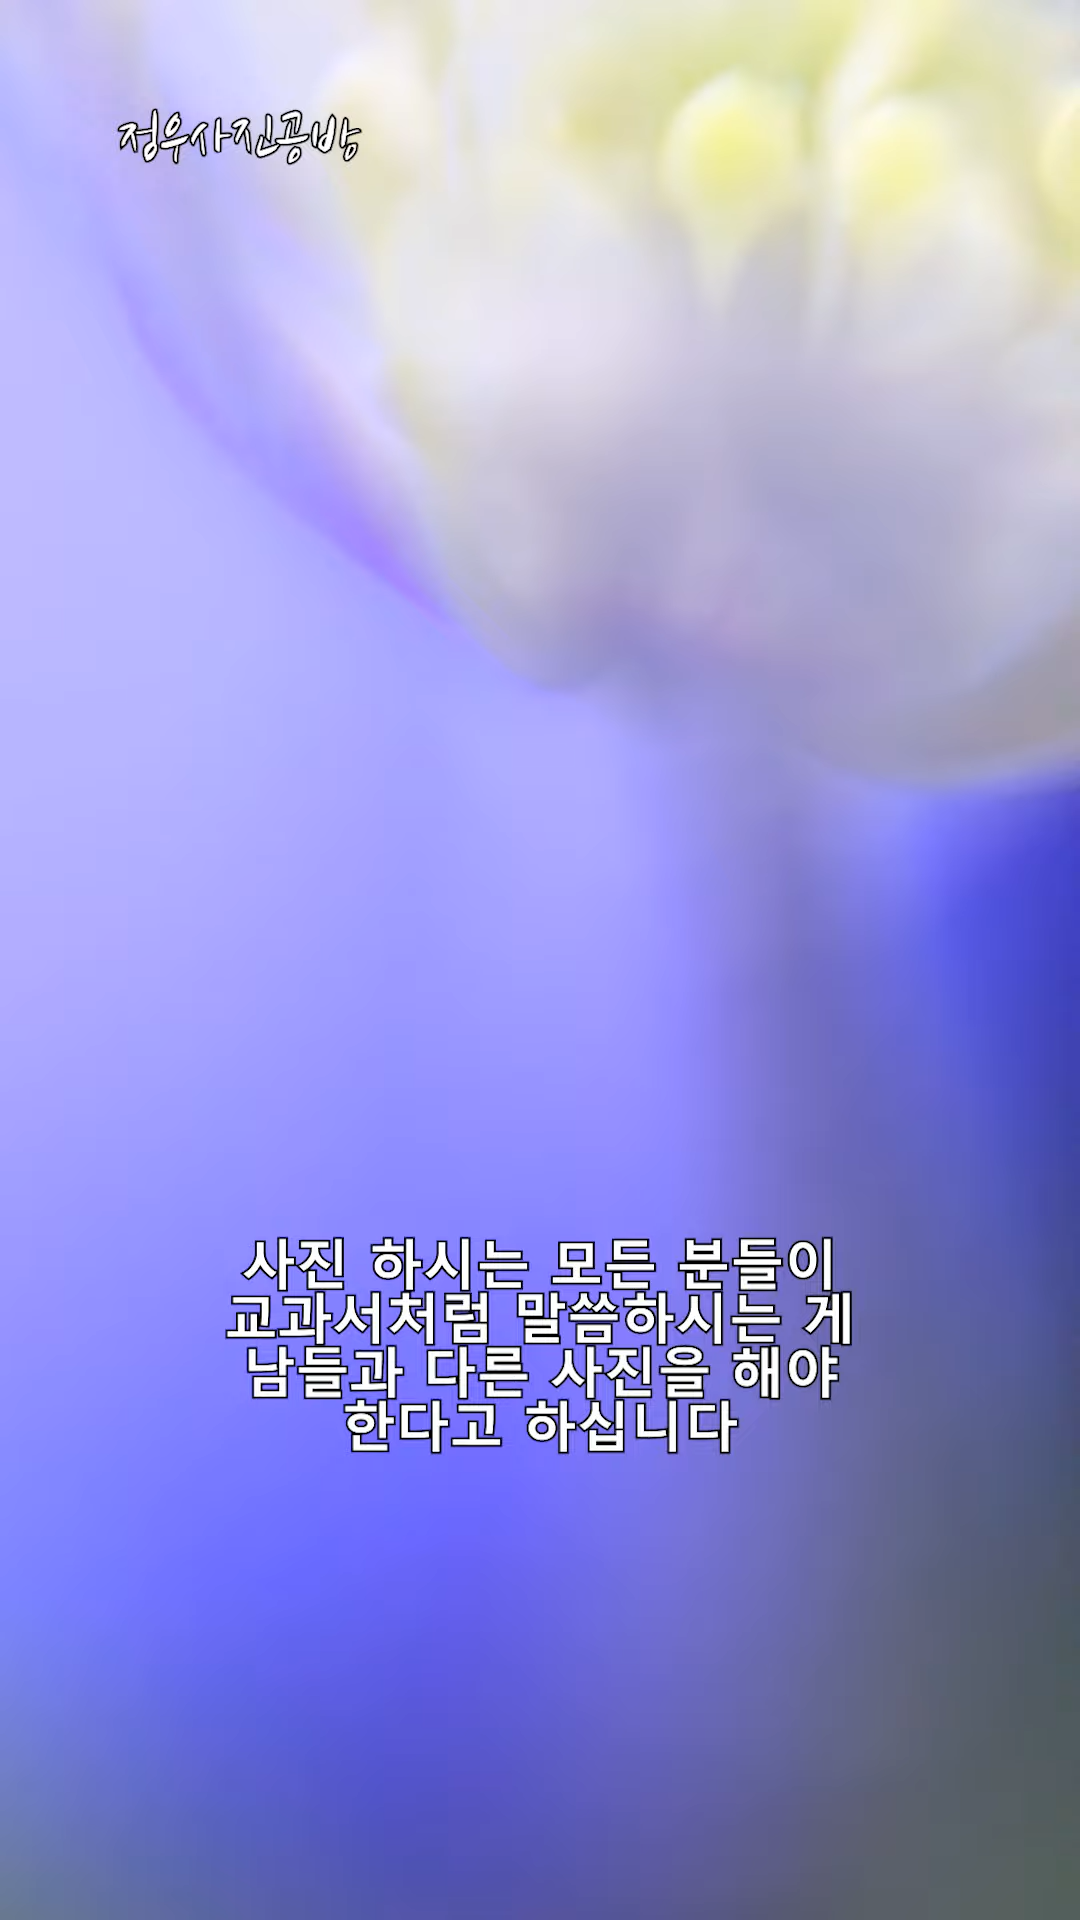 정우사진공방
사진 하시는 모든 분들이
교과서처럼 말씀하시는 게
남들과 다른 사진을 해야
한다고 하십니다